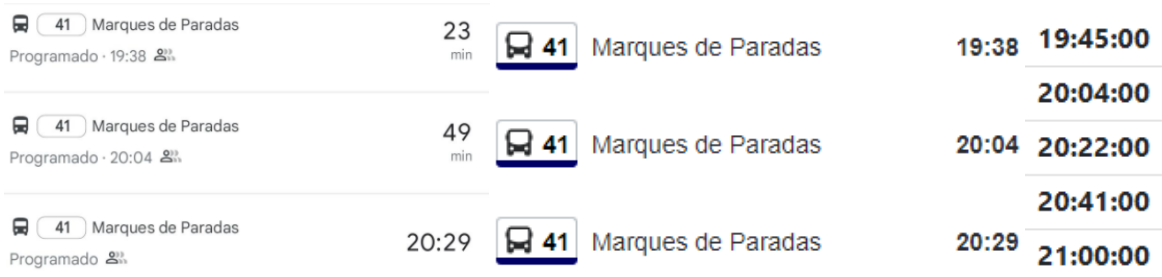 41 Marques de Paradas
Programado · 19:38
23
min
41 Marques de Paradas
Programado · 20:04
49
min
41 Marques de Paradas
Programado
20:29
41 Marques de Paradas 19:38
41 Marques de Paradas 20:04
41 Marques de Paradas 20:29
19:45:00
20:04:00
20:22:00
20:41:00
21:00:00